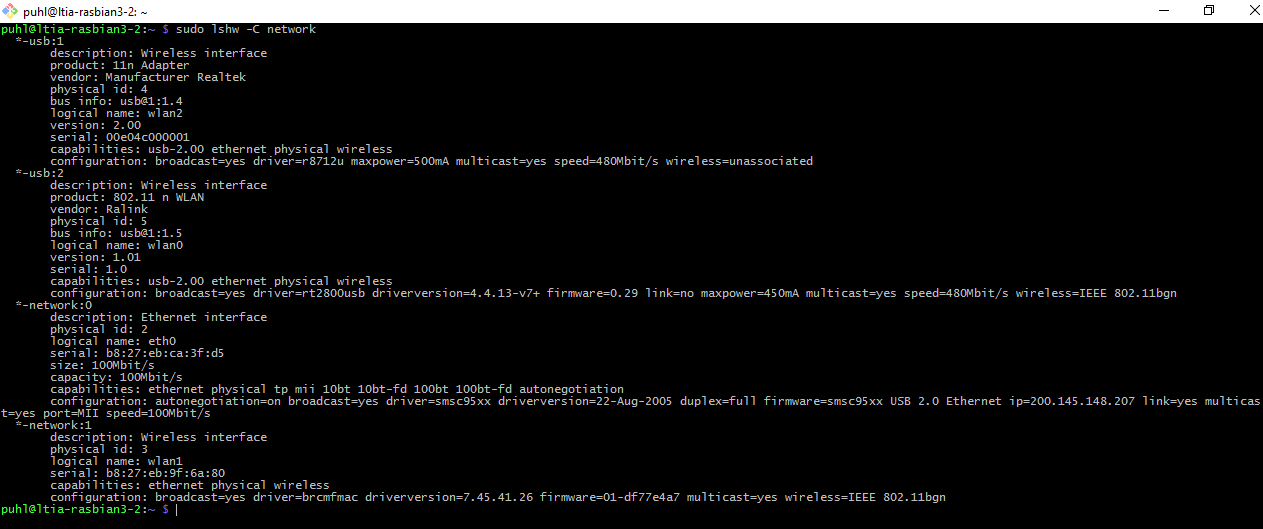 puhl@ltia-rasbian3-2: ~
puhl@ltia-rasbian3-2:~ $ sudo lshw -C network
*-usb:1
description: Wireless interface
product: 11n Adapter
vendor: Manufacturer Realtek
physical id: 4
bus info: usb@1:1.4
logical name: wlan2
version: 2.00
serial: 00e04c000001
capabilities: usb-2.00 ethernet physical wireless
configuration: broadcast=yes driver=r8712u maxpower=500mA multicast=yes speed=480Mbit/s wireless=unassociated
*-usb:2
description: Wireless interface
product: 802.11 n WLAN
vendor: Ralink
physical id: 5
bus info: usb@1:1.5
logical name: wlan0
version: 1.01
serial: 1.0
capabilities: usb-2.00 ethernet physical wireless
configuration: broadcast=yes driver=rt2800usb driverversion=4.4.13-v7+ firmware=0.29 link=no maxpower=450mA multicast=yes speed=480Mbit/s wireless=IEEE 802.11bgn
*-network:0
description: Ethernet interface
physical id: 2
logical name: eth0
serial: b8:27:eb:ca:3f:d5
size: 100Mbit/s
capacity: 100Mbit/s
capabilities: ethernet physical tp mii 10bt 10bt-fd 100bt 100bt-fd autonegotiation
configuration: autonegotiation=on broadcast=yes driver=smsc95xx driverversion=22-Aug-2005 duplex=full firmware=smsc95xx USB 2.0 Ethernet ip=200.145.148.207 link=yes multicas
t=yes port=MII speed=100Mbit/s
*-network:1
description: Wireless interface
physical id: 3
logical name: wlan1
serial: b8:27:eb:9f:6a:80
capabilities: ethernet physical wireless
configuration: broadcast=yes driver=brcmfmac driverversion=7.45.41.26 firmware=01-df77e4a7 multicast=yes wireless=IEEE 802.11bgn
puhl@ltia-rasbian3-2:~ $